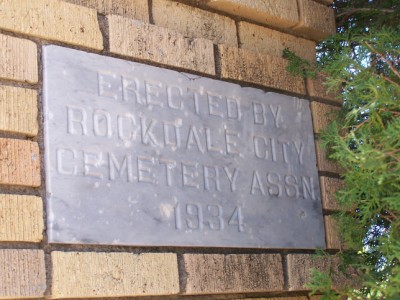 ERECTED BY
ROCKDALE CITY
CEMETERY ASSN
1934